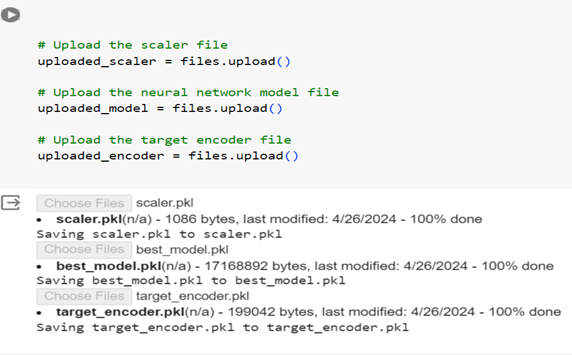 # Upload the scaler file
uploaded_scaler = files.upload()
# Upload the neural network model file
uploaded_model = files.upload()
# Upload the target encoder file
uploaded_encoder = files.upload()
Choose Files scaler.pkl
• scaler.pkl(n/a) - 1086 bytes, last modified: 4/26/2024 - 100% done
Saving scaler.pkl to scaler.pkl
Choose Files best_model.pkl
• best_model.pkl(n/a) - 17168892 bytes, last modified: 4/26/2024 - 100% done
Saving best_model.pkl to best_model.pkl
Choose Files target_encoder.pkl
• target_encoder.pkl(n/a) - 199042 bytes, last modified: 4/26/2024 - 100% done
Saving target_encoder.pkl to target_encoder.pkl